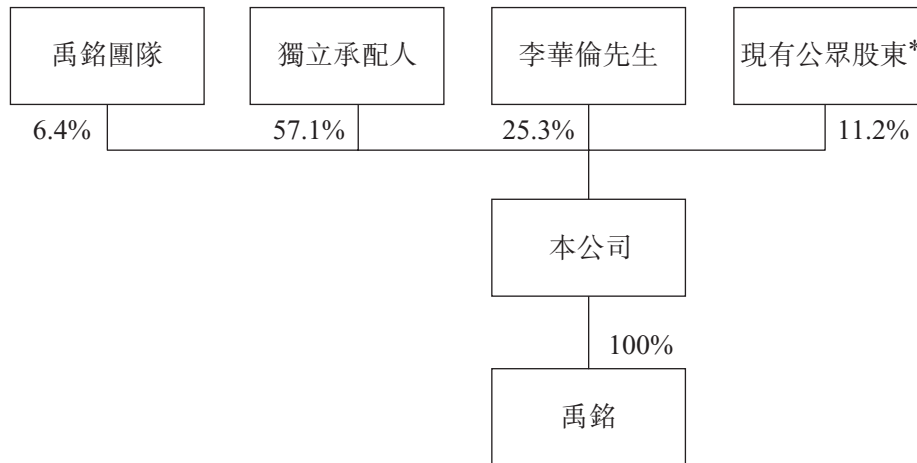 禹銘團隊
獨立承配人
李華倫先生
現有公眾股東*
6.4%
57.1%
25.3%
11.2%
本公司
100%
禹銘